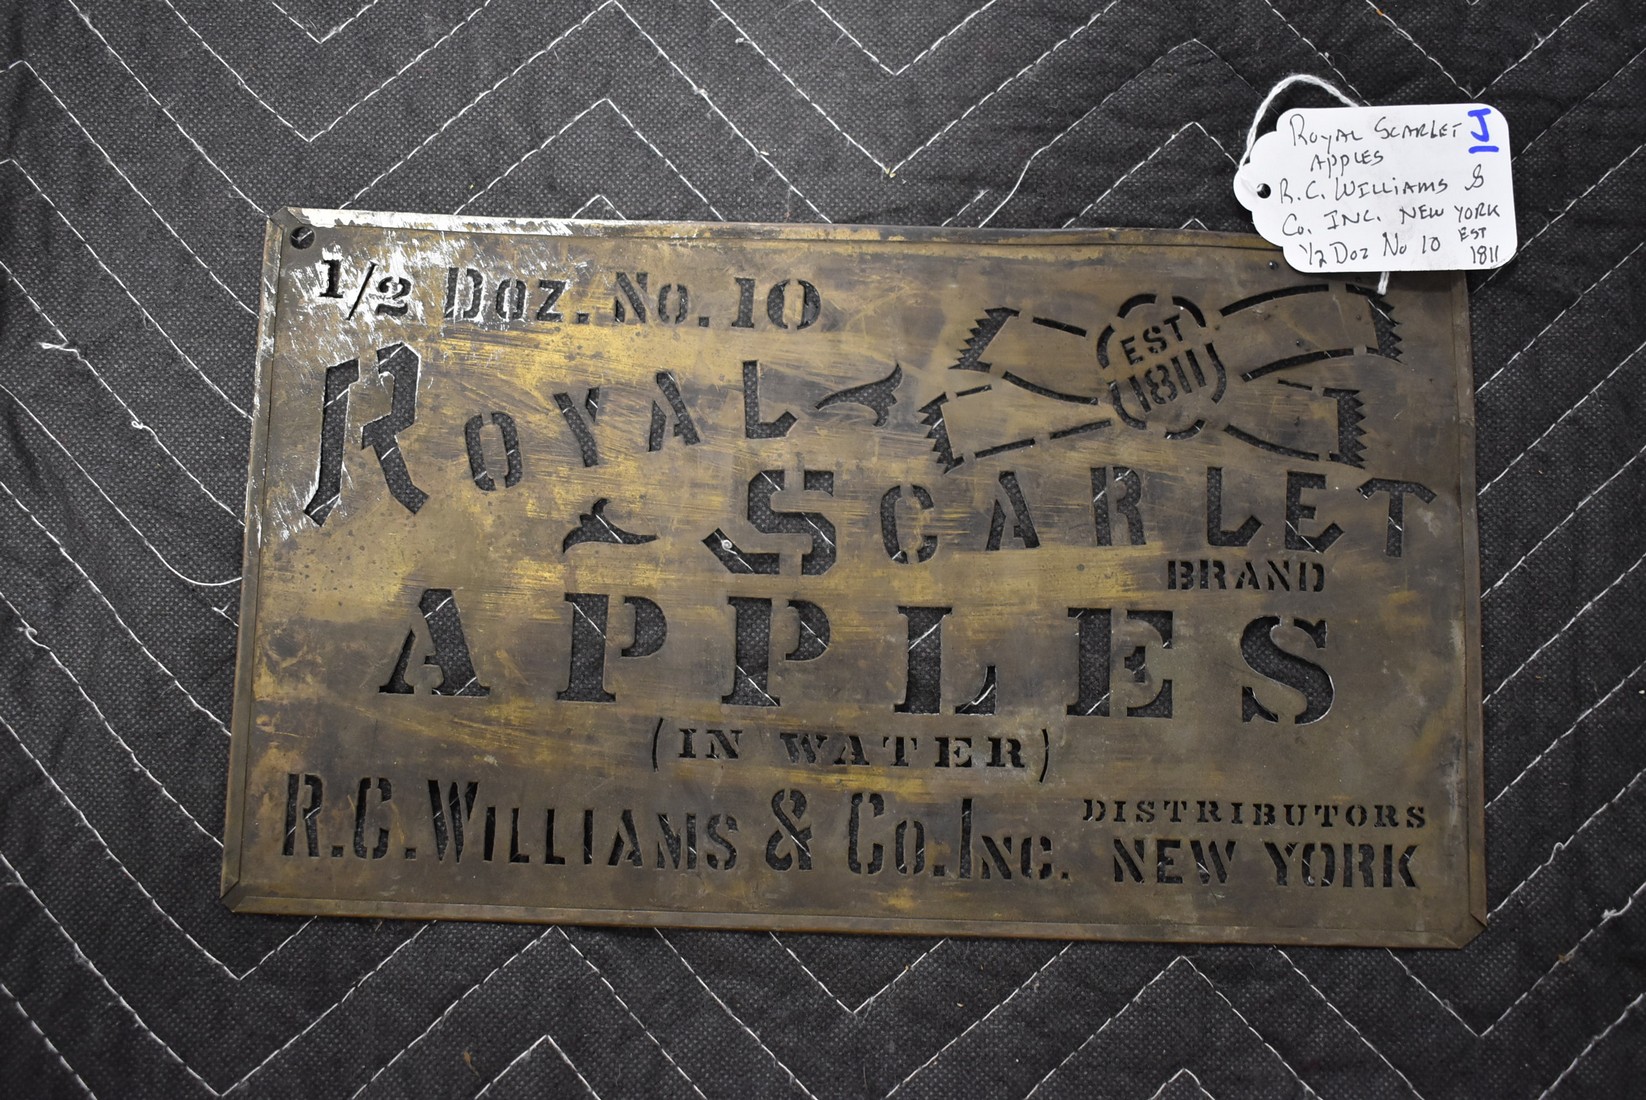 1/2 Doz. No. 10
Royal
EST
1811
Scarlet
BRAND
APPLES
(IN WATER)
R.C. Williams & Co. Inc.
DISTRIBUTORS
NEW YORK
Royal Scarlet J
Apples
R.C. Williams &
Co. Inc. New York
1/2 Doz No 10 EST
1811